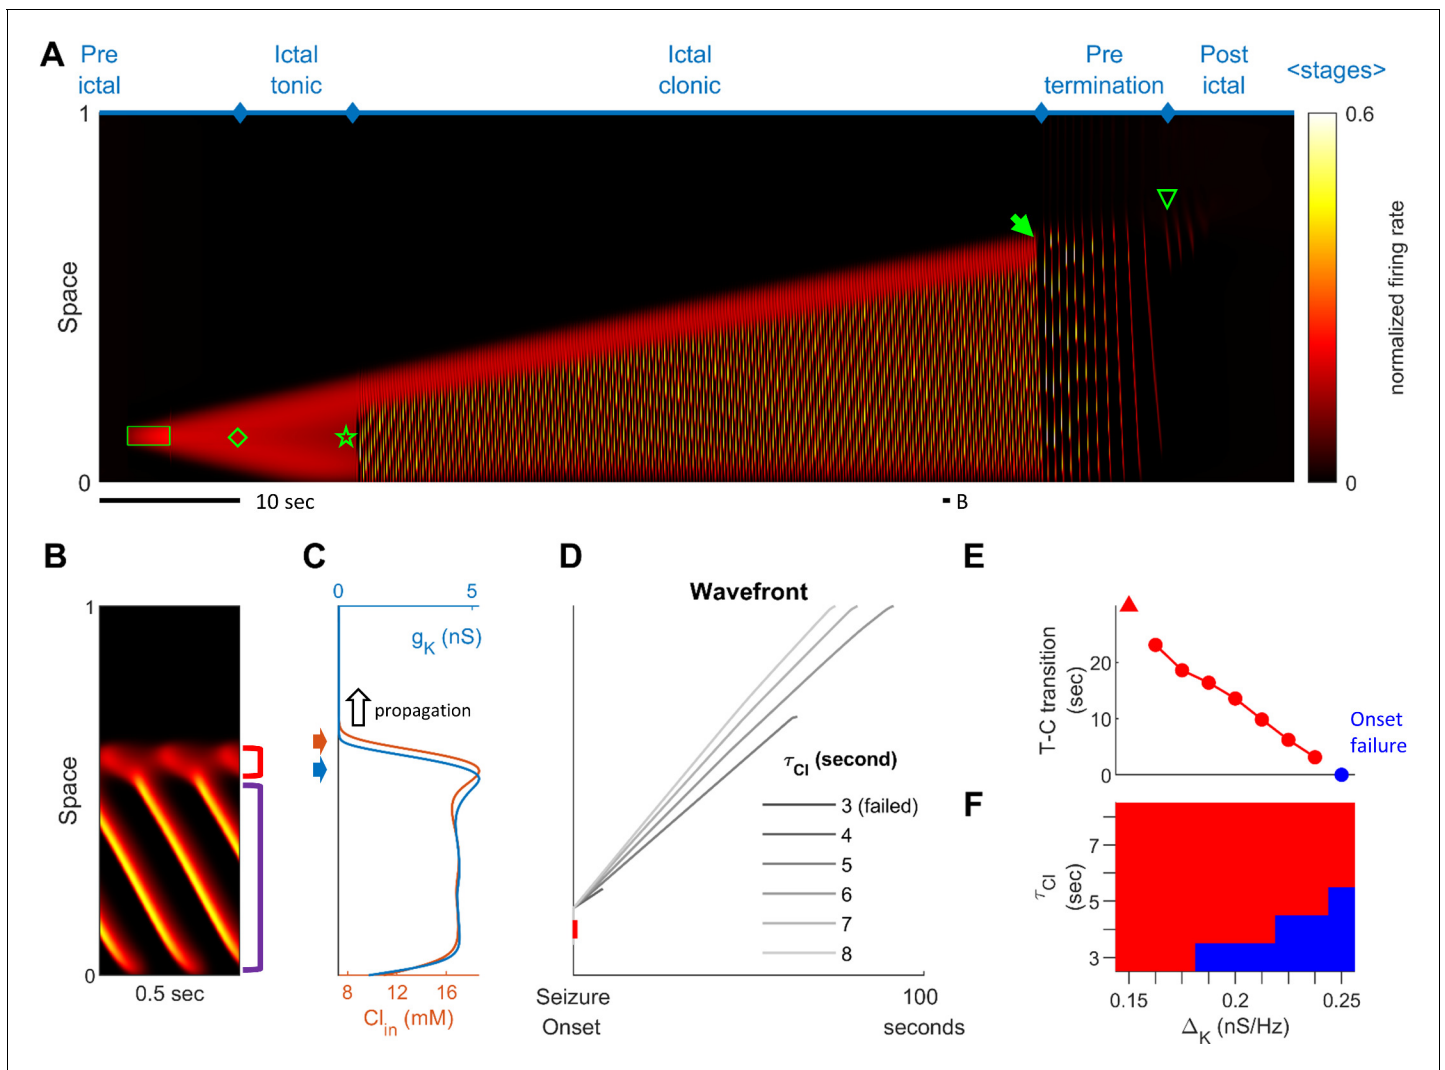 A
Pre
ictal
Ictal
tonic
Ictal
clonic
Pre
termination
Post
ictal
<stages>
1
0
Space
10 sec
B
0.6
0
normalized firing rate
B
1
0
Space
0.5 sec
C
0 5
gK (nS)
propagation
8 12 16
Clin (mM)
D
Wavefront
τCl (second)
3 (failed)
4
5
6
7
8
Seizure
Onset
100
seconds
E
T-C transition
(sec)
20
10
0
Onset
failure
F
τCl
(sec)
7
5
3
0.15 0.2 0.25
ΔK (nS/Hz)